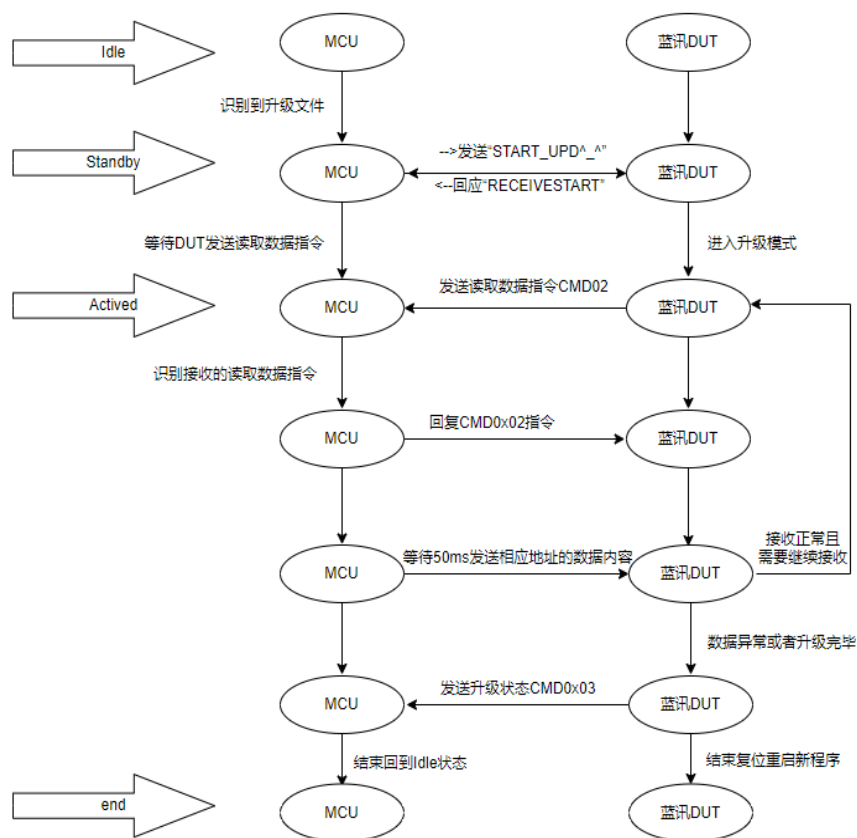 Idle
MCU
蓝讯DUT
识别到升级文件
Standby
MCU
-->发送“START_UPD^_^”
<--回应“RECEIVESTART”
蓝讯DUT
等待DUT发送读取数据指令
进入升级模式
Actived
MCU
发送读取数据指令CMD02
蓝讯DUT
识别接收的读取数据指令
MCU
回复CMD0x02指令
蓝讯DUT
接收正常且
需要继续接收
MCU
等待50ms发送相应地址的数据内容
蓝讯DUT
数据异常或者升级完毕
MCU
发送升级状态CMD0x03
蓝讯DUT
结束回到Idle状态
结束复位重启新程序
end
MCU
蓝讯DUT